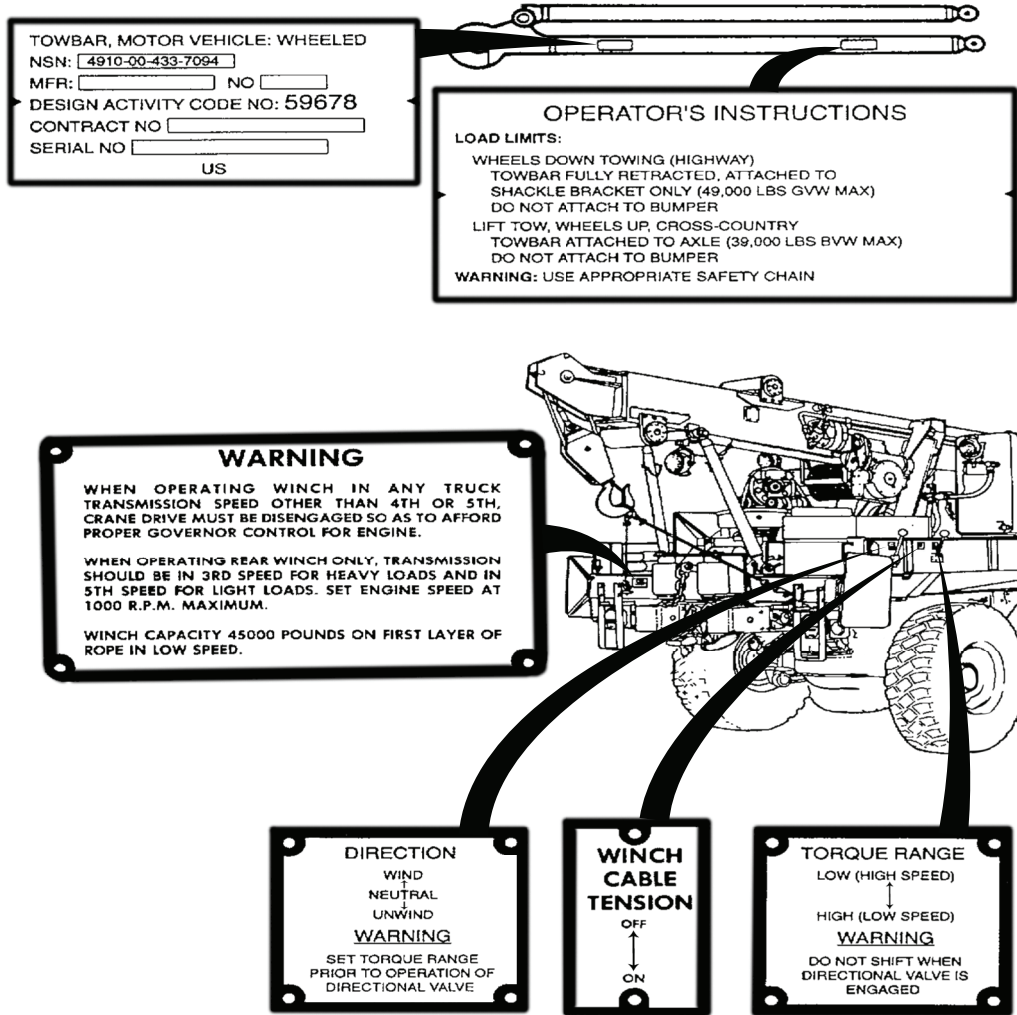 TOWBAR, MOTOR VEHICLE: WHEELED
NSN: 4910-00-433-7094
MFR: NO
DESIGN ACTIVITY CODE NO: 59678
CONTRACT NO
SERIAL NO
US
OPERATOR'S INSTRUCTIONS
LOAD LIMITS:
WHEELS DOWN TOWING (HIGHWAY)
TOWBAR FULLY RETRACTED, ATTACHED TO
SHACKLE BRACKET ONLY (49,000 LBS GVW MAX)
DO NOT ATTACH TO BUMPER
LIFT TOW, WHEELS UP, CROSS-COUNTRY
TOWBAR ATTACHED TO AXLE (39,000 LBS BVW MAX)
DO NOT ATTACH TO BUMPER
WARNING: USE APPROPRIATE SAFETY CHAIN
WARNING
WHEN OPERATING WINCH IN ANY TRUCK
TRANSMISSION SPEED OTHER THAN 4TH OR 5TH,
CRANE DRIVE MUST BE DISENGAGED SO AS TO AFFORD
PROPER GOVERNOR CONTROL FOR ENGINE.
WHEN OPERATING REAR WINCH ONLY, TRANSMISSION
SHOULD BE IN 3RD SPEED FOR HEAVY LOADS AND IN
5TH SPEED FOR LIGHT LOADS. SET ENGINE SPEED AT
1000 R.P.M. MAXIMUM.
WINCH CAPACITY 45000 POUNDS ON FIRST LAYER OF
ROPE IN LOW SPEED.
DIRECTION
WIND
NEUTRAL
UNWIND
WARNING
SET TORQUE RANGE
PRIOR TO OPERATION OF
DIRECTIONAL VALVE
WINCH
CABLE
TENSION
OFF
ON
TORQUE RANGE
LOW (HIGH SPEED)
HIGH (LOW SPEED)
WARNING
DO NOT SHIFT WHEN
DIRECTIONAL VALVE IS
ENGAGED